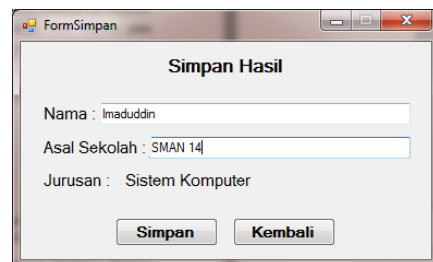 FormSimpan
Simpan Hasil
Nama : Imaduddin
Asal Sekolah : SMAN 14
Jurusan : Sistem Komputer
Simpan Kembali